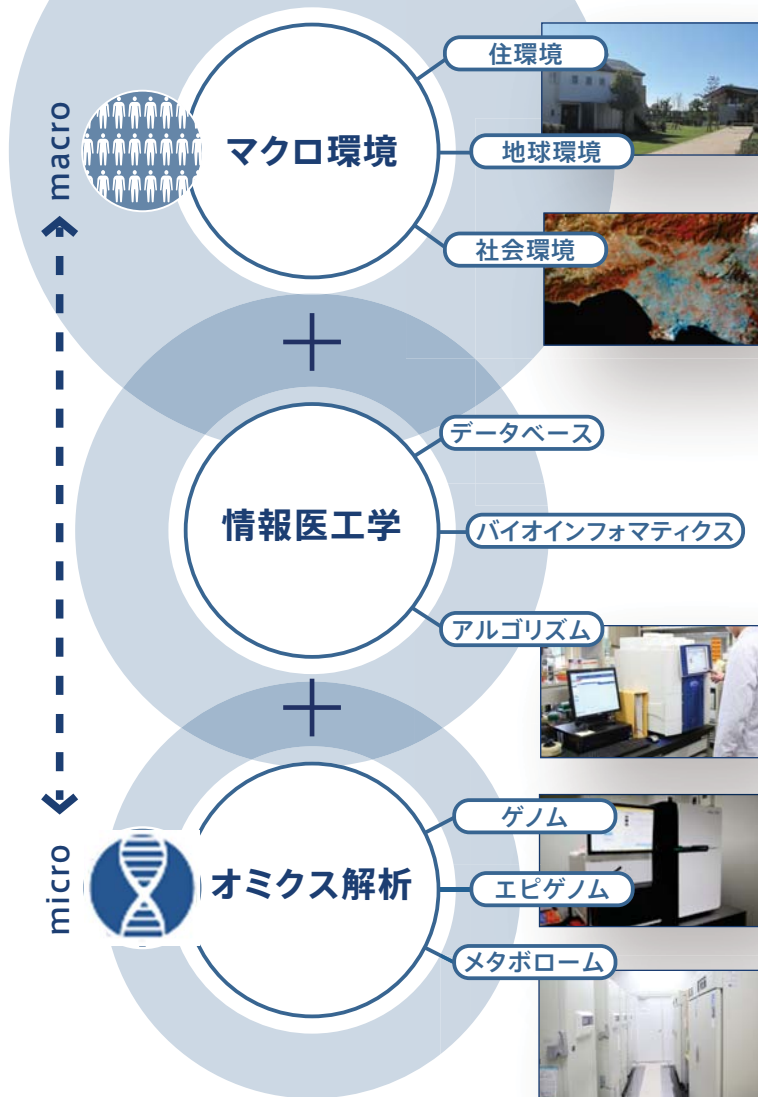 macro
マクロ環境
住環境
地球環境
社会環境
+
情報医工学
データベース
バイオインフォマティクス
アルゴリズム
+
micro
オミクス解析
ゲノム
エピゲノム
メタボローム